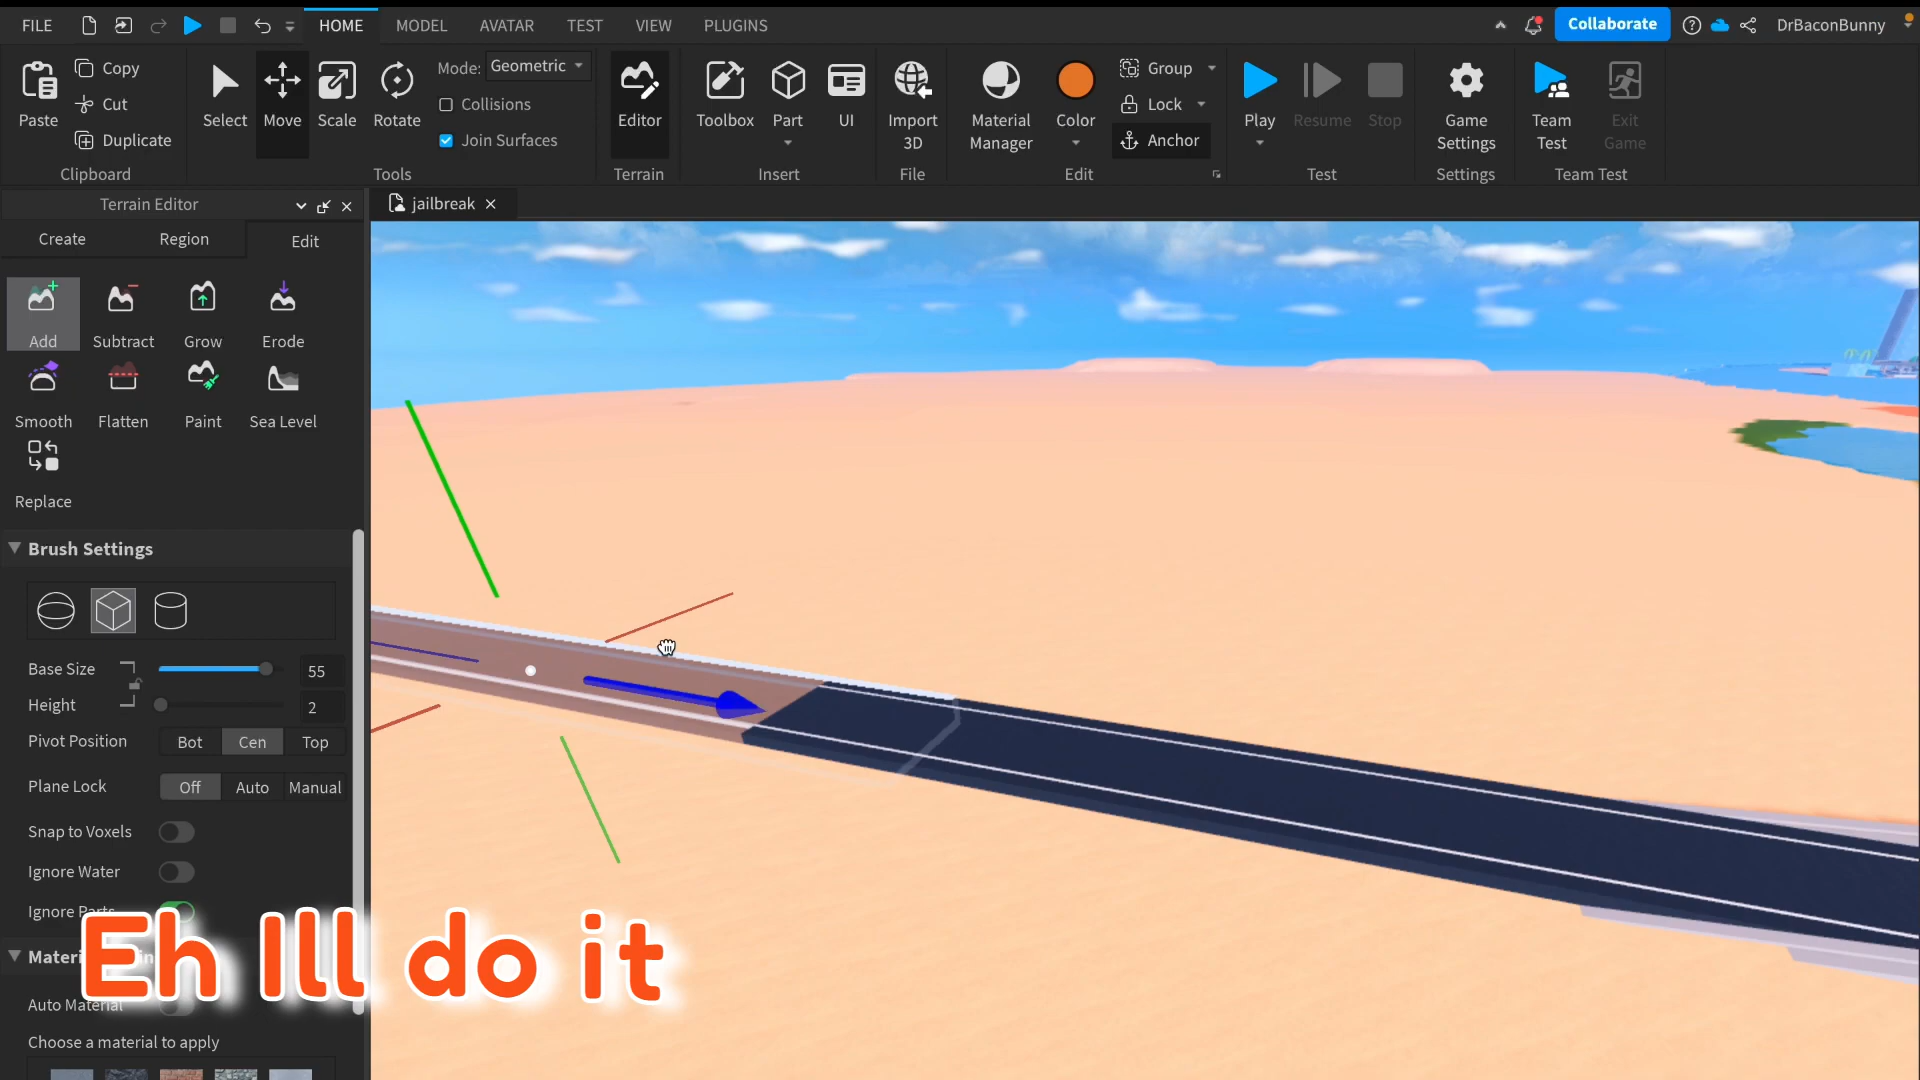 FILE HOME MODEL AVATAR TEST VIEW PLUGINS Collaborate DrBaconBunny
Paste Copy Cut Duplicate
Clipboard
Select Move Scale Rotate
Mode: Geometric
Collisions
Join Surfaces
Tools
Editor
Terrain
Toolbox Part UI
Insert
Import 3D
File
Material Manager Color
Group
Lock
Anchor
Edit
Play Resume Stop
Test
Game Settings
Settings
Team Test Exit Game
Team Test
Terrain Editor
jailbreak
Create Region Edit
Add Subtract Grow Erode
Smooth Flatten Paint Sea Level
Replace
Brush Settings
Base Size 55
Height 2
Pivot Position Bot Cen Top
Plane Lock Off Auto Manual
Snap to Voxels
Ignore Water
Ignore Parts
Eh Ill do it
Auto Material
Choose a material to apply